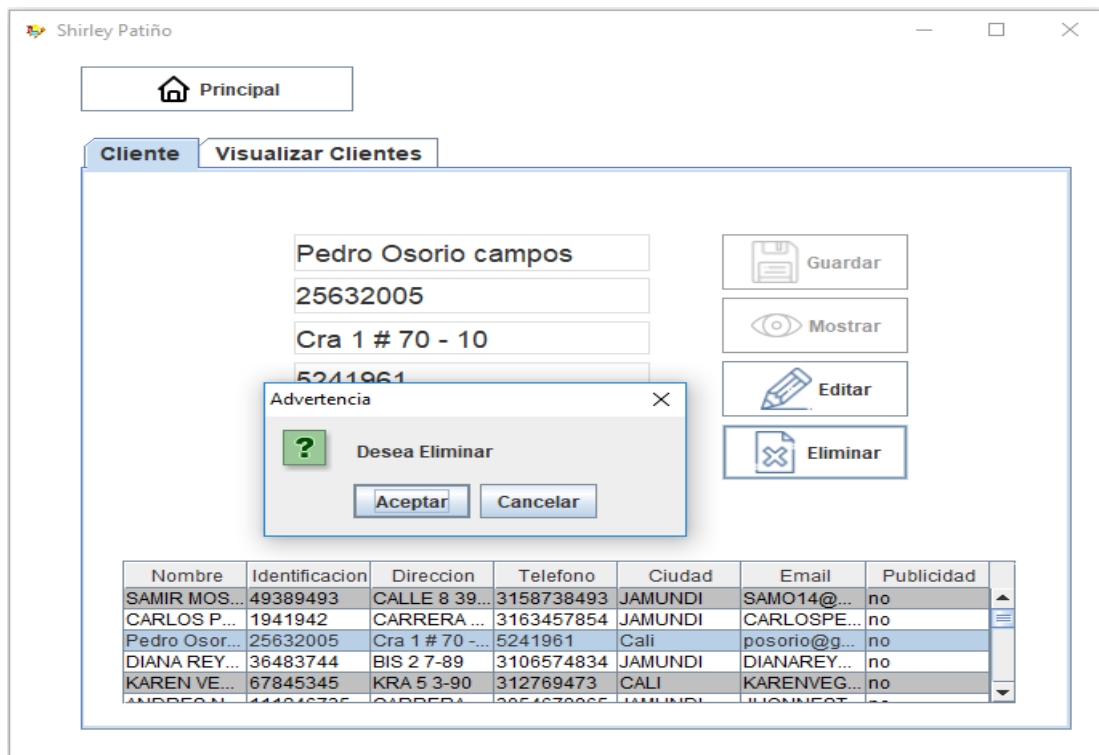 Shirley Patiño
Principal
Cliente Visualizar Clientes
Pedro Osorio campos
25632005
Cra 1 # 70 - 10
5241961
Guardar
Mostrar
Editar
Eliminar
Advertencia
?
Desea Eliminar
Aceptar Cancelar
Nombre Identificacion Direccion Telefono Ciudad Email Publicidad
SAMIR MOS... 49389493 CALLE 8 39... 3158738493 JAMUNDI SAMO14@... no
CARLOS P... 1941942 CARRERA ... 3163457854 JAMUNDI CARLOSPE... no
Pedro Osor... 25632005 Cra 1 # 70 -... 5241961 Cali posorio@g... no
DIANA REY... 36483744 BIS 2 7-89 3106574834 JAMUNDI DIANAREY... no
KAREN VE... 67845345 KRA 5 3-90 312769473 CALI KARENVEG... no